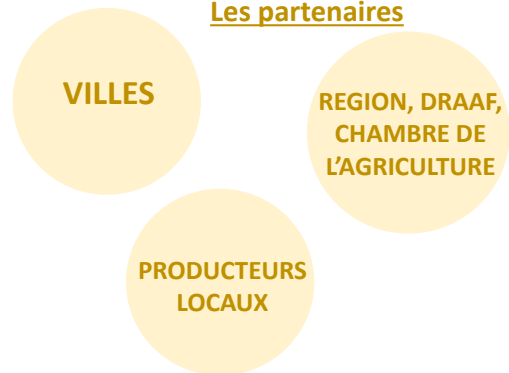 Les partenaires
VILLES
REGION, DRAAF,
CHAMBRE DE
L'AGRICULTURE
PRODUCTEURS
LOCAUX